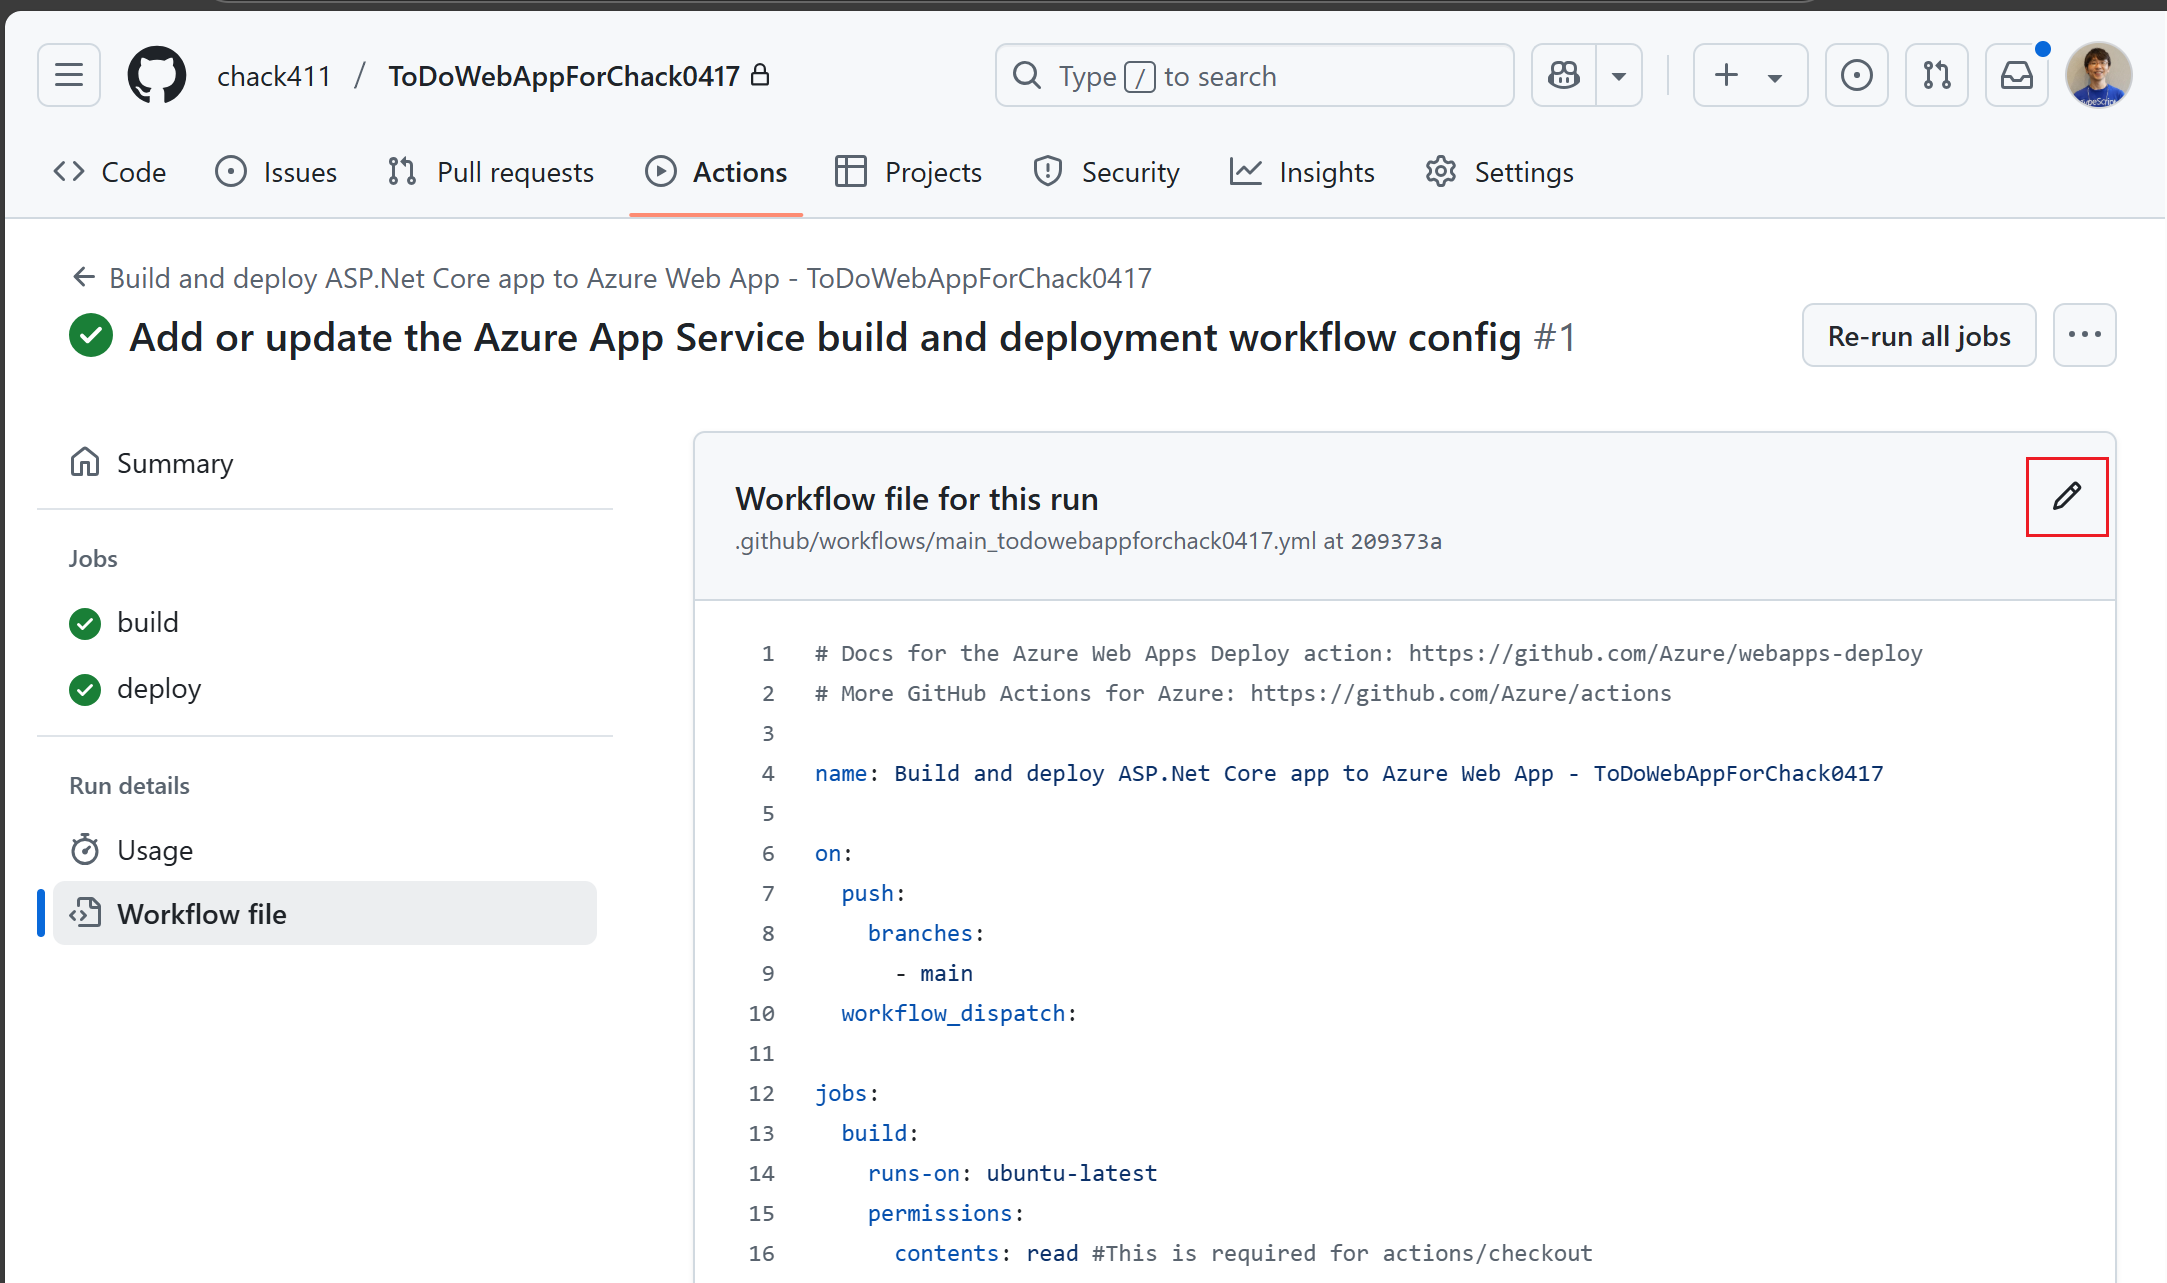 chack411 / ToDoWebAppForChack0417
Type / to search
Code Issues Pull requests Actions Projects Security Insights Settings
Build and deploy ASP.Net Core app to Azure Web App - ToDoWebAppForChack0417
Add or update the Azure App Service build and deployment workflow config #1
Re-run all jobs
Summary
Jobs
build
deploy
Run details
Usage
Workflow file
Workflow file for this run
.github/workflows/main_todowebappforchack0417.yml at 209373a
1 # Docs for the Azure Web Apps Deploy action: https://github.com/Azure/webapps-deploy
2 # More GitHub Actions for Azure: https://github.com/Azure/actions
3
4 name: Build and deploy ASP.Net Core app to Azure Web App - ToDoWebAppForChack0417
5
6 on:
7 push:
8 branches:
9 - main
10 workflow_dispatch:
11
12 jobs:
13 build:
14 runs-on: ubuntu-latest
15 permissions:
16 contents: read #This is required for actions/checkout